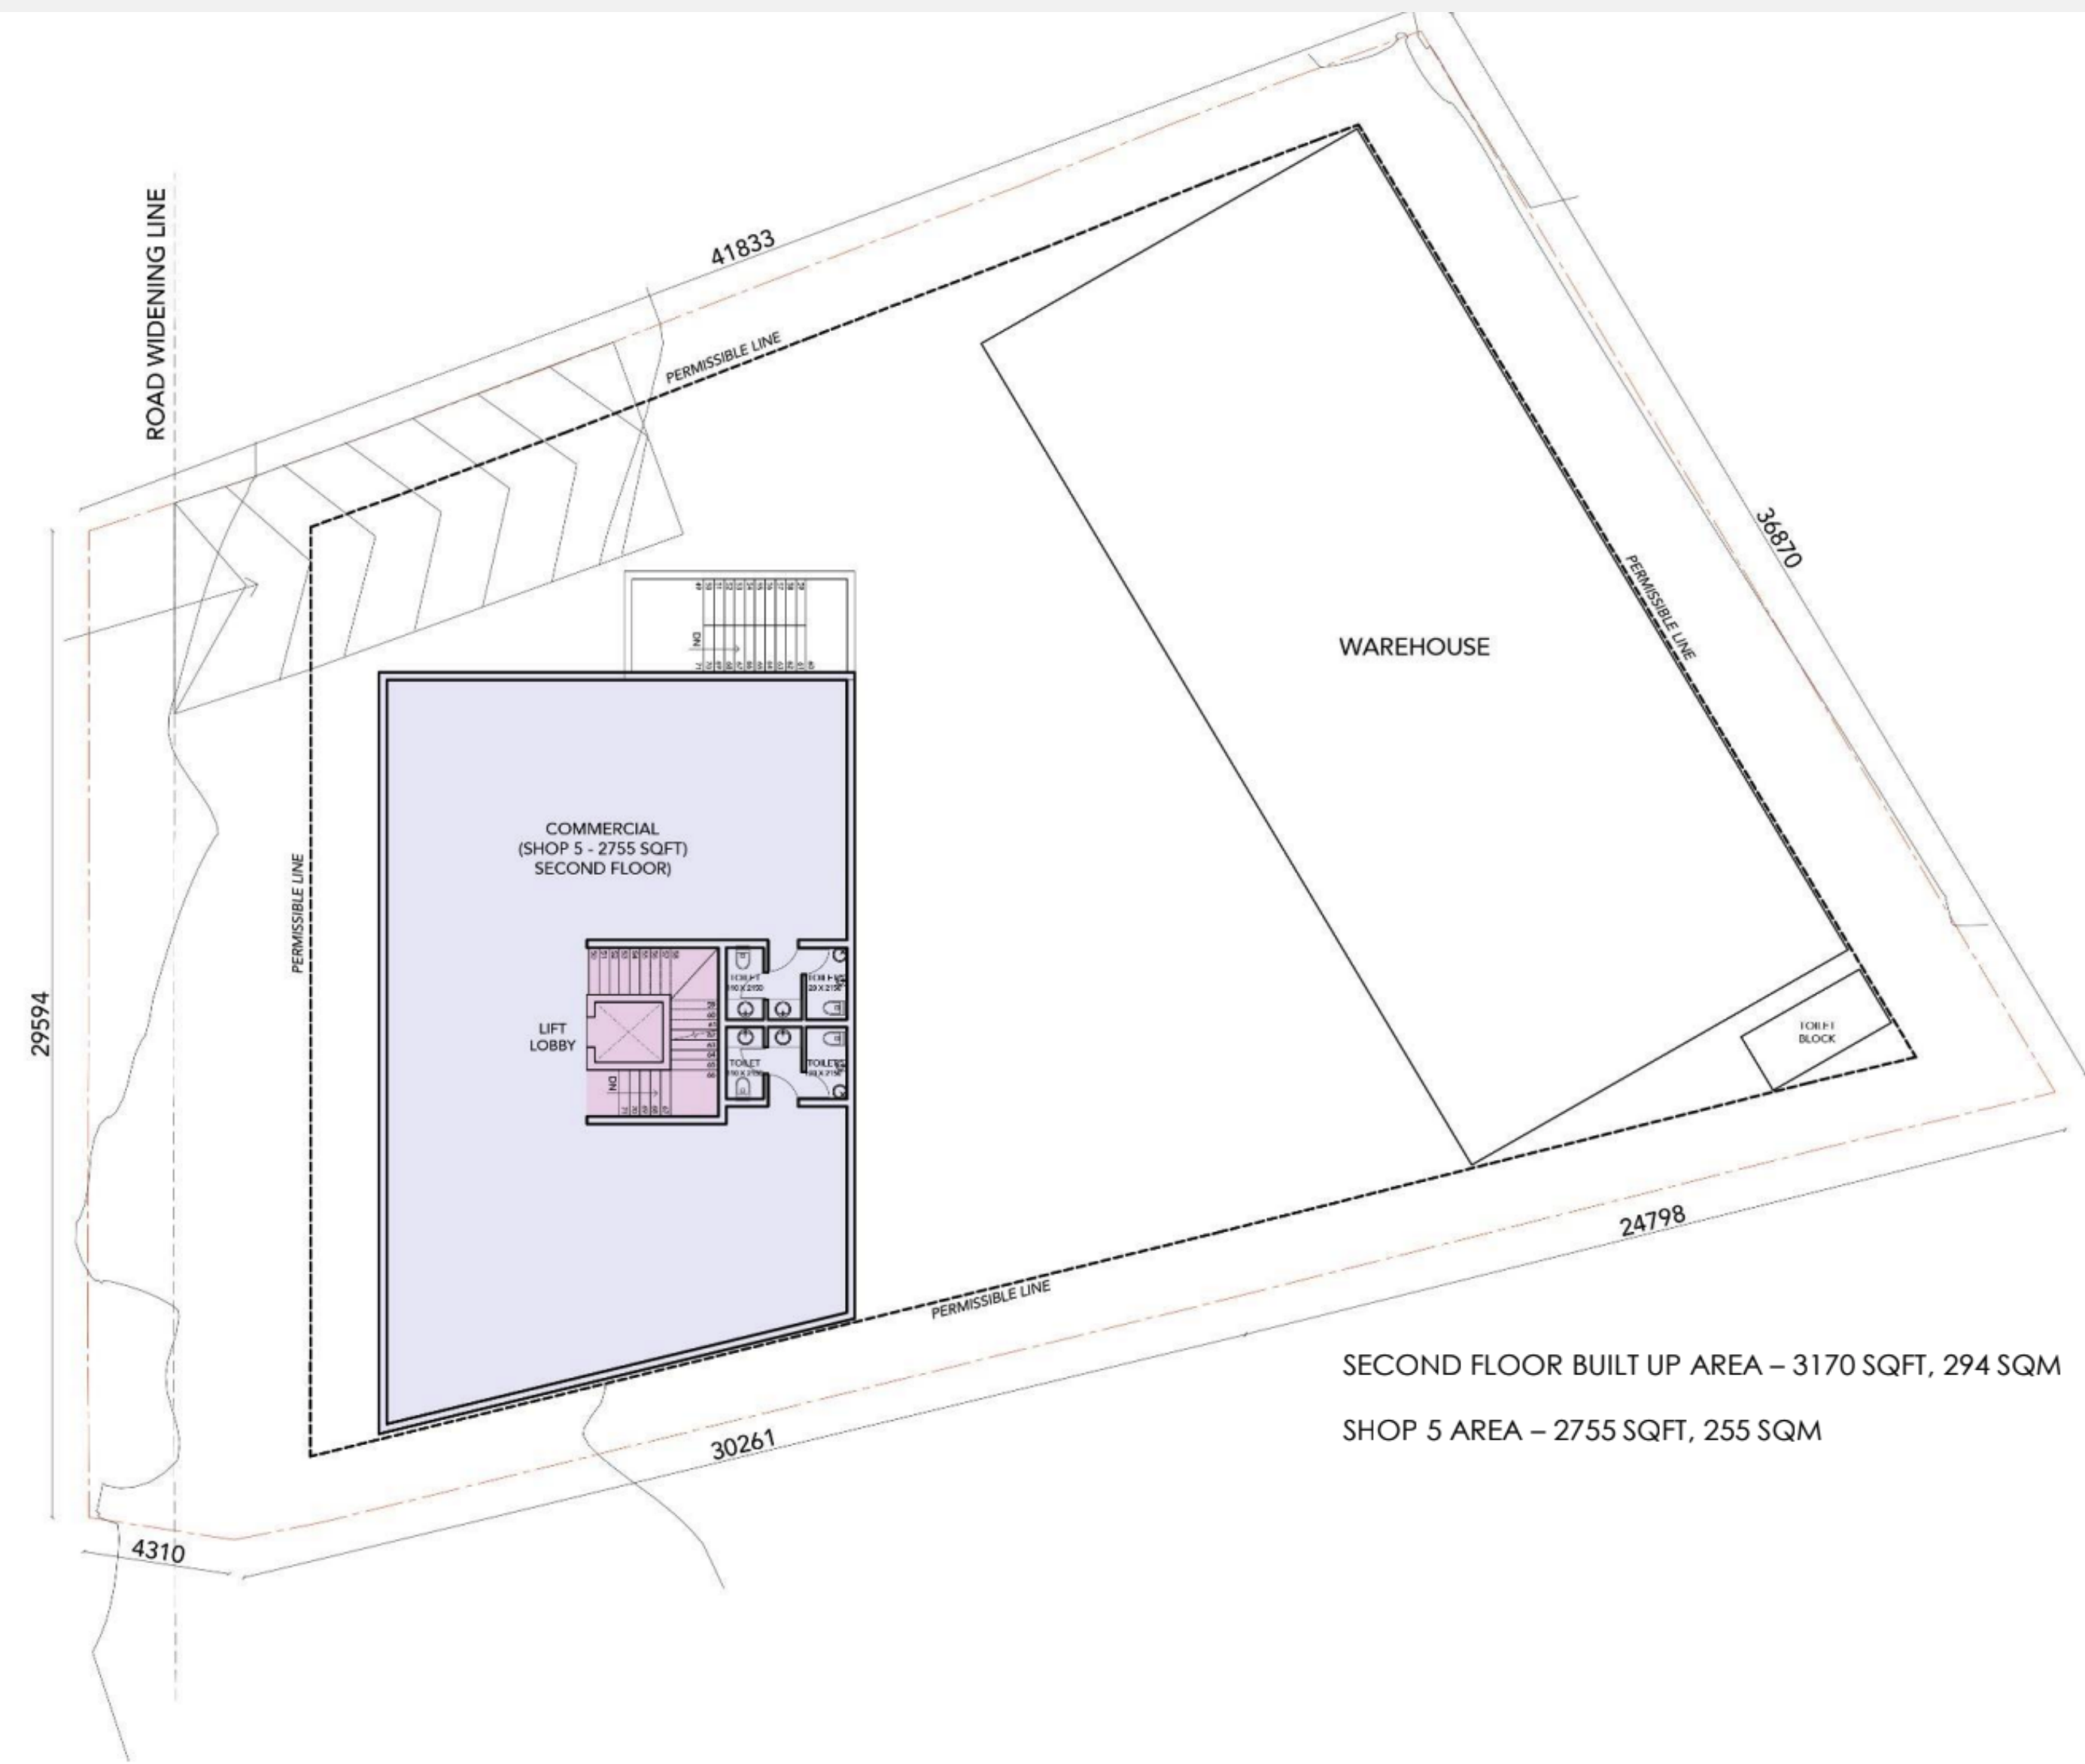 ROAD WIDENING LINE
41833
PERMISSIBLE LINE
36870
PERMISSIBLE LINE
WAREHOUSE
DN
COMMERCIAL
(SHOP 5 - 2755 SQFT)
SECOND FLOOR)
PERMISSIBLE LINE
29594
LIFT
LOBBY
DN
TOILET
TOILET
TOILET
TOILET
TOILET
BLOCK
PERMISSIBLE LINE
24798
SECOND FLOOR BUILT UP AREA – 3170 SQFT, 294 SQM
SHOP 5 AREA – 2755 SQFT, 255 SQM
30261
4310